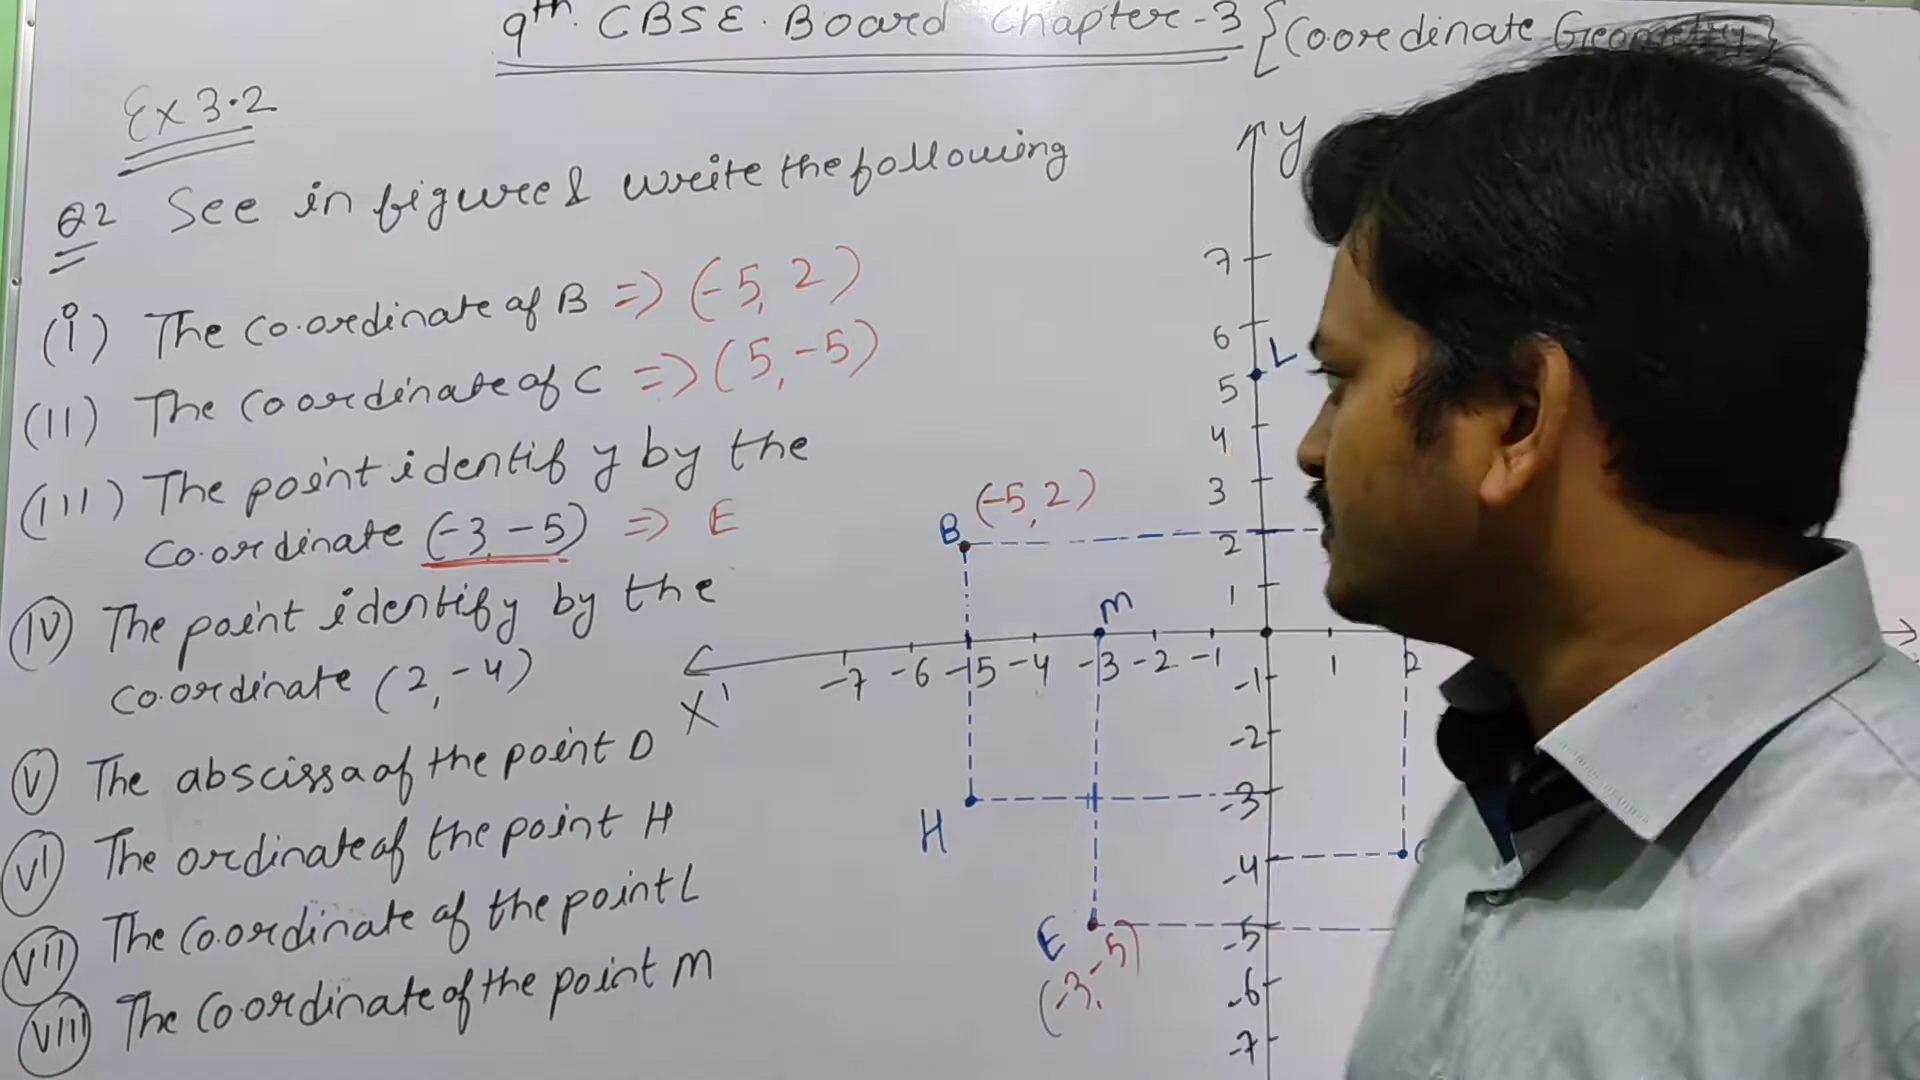 9th. CBSE. Board Chapter-3 {Coordinate Geometry}
Ex 3.2
Q2 See in figure & write the following
(i) The co.ordinate of B => (-5, 2)
(II) The Coordinate of C => (5, -5)
(III) The point identify by the
co.ordinate (-3, -5) => E
(IV) The point identify by the
co.ordinate (2, -4)
(V) The abscissa of the point D
(VI) The ordinate of the point H
(VII) The Co.ordinate of the point L
(VIII) The Co.ordinate of the point M
y
7
6
L
5
4
3
B (-5, 2)
2
1
M
X'
-7 -6 -5 -4 -3 -2 -1 1 2
-1
-2
-3
H
-4
E
-5
(-3, -5)
-6
-7